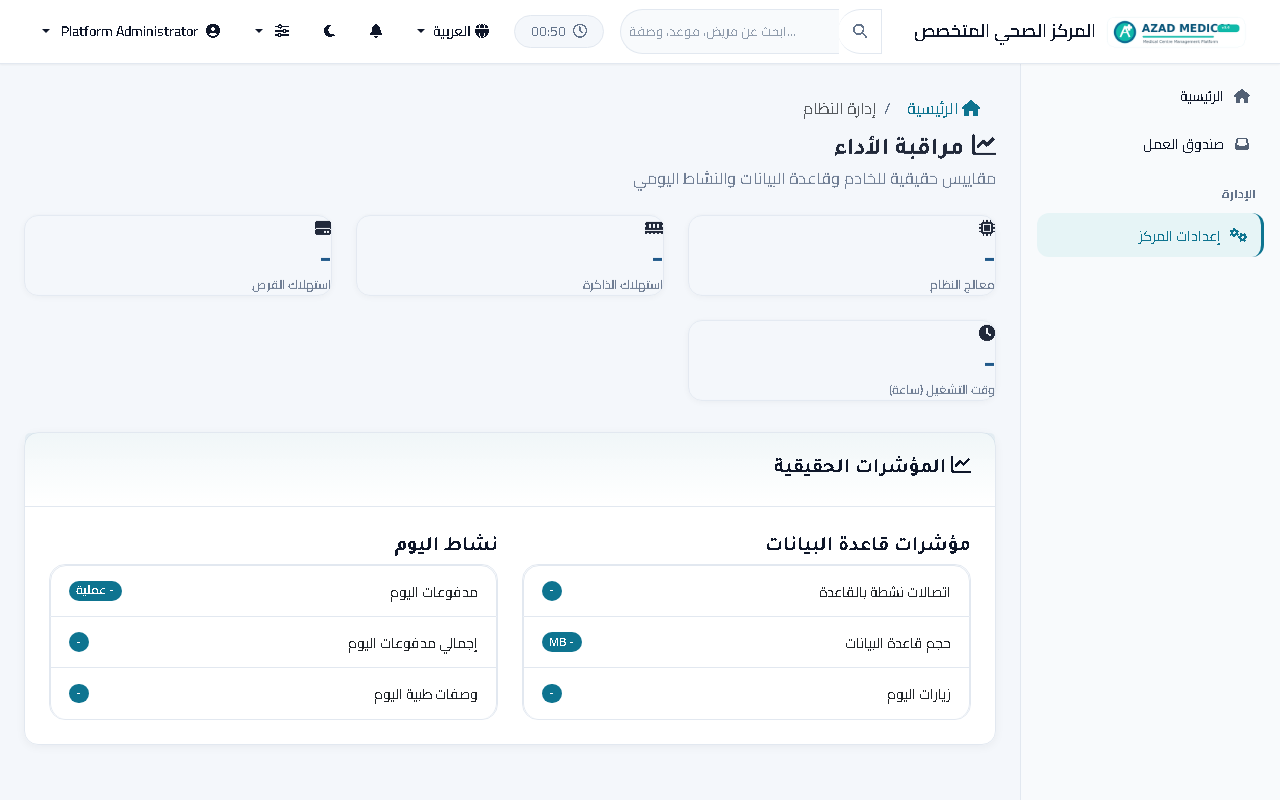 AZAD MEDIC
Medical Centre Management Platform
المركز الصحي المتخصص
ابحث عن مريض، موعد، وصفة...
00:50
العربية
Platform Administrator
الرئيسية
صندوق العمل
الإدارة
إعدادات المركز
الرئيسية / إدارة النظام
مراقبة الأداء
مقاييس حقيقية للخادم وقاعدة البيانات والنشاط اليومي
-
معالج النظام
-
استهلاك الذاكرة
-
استهلاك القرص
-
وقت التشغيل (ساعة)
المؤشرات الحقيقية
مؤشرات قاعدة البيانات
اتصالات نشطة بالقاعدة -
حجم قاعدة البيانات - MB
زيارات اليوم -
نشاط اليوم
مدفوعات اليوم - عملية
إجمالي مدفوعات اليوم -
وصفات طبية اليوم -